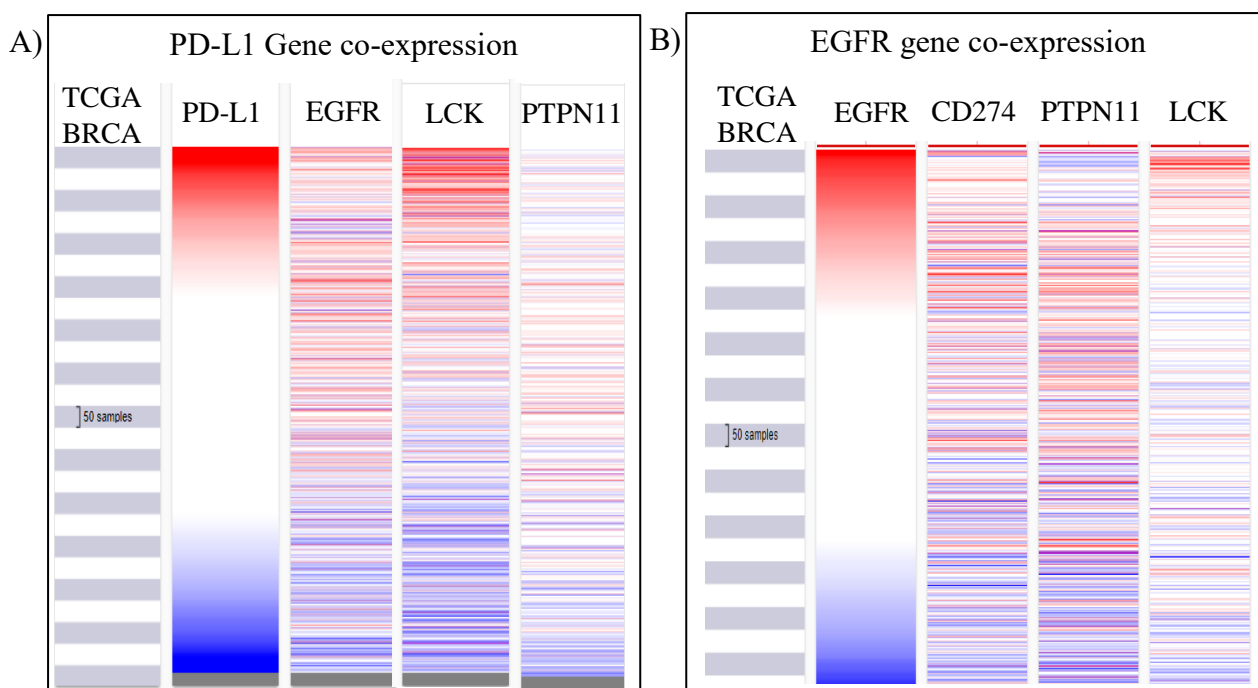 A)
PD-L1 Gene co-expression
TCGA
BRCA
PD-L1
EGFR
LCK
PTPN11
50 samples
B)
EGFR gene co-expression
TCGA
BRCA
EGFR
CD274
PTPN11
LCK
50 samples